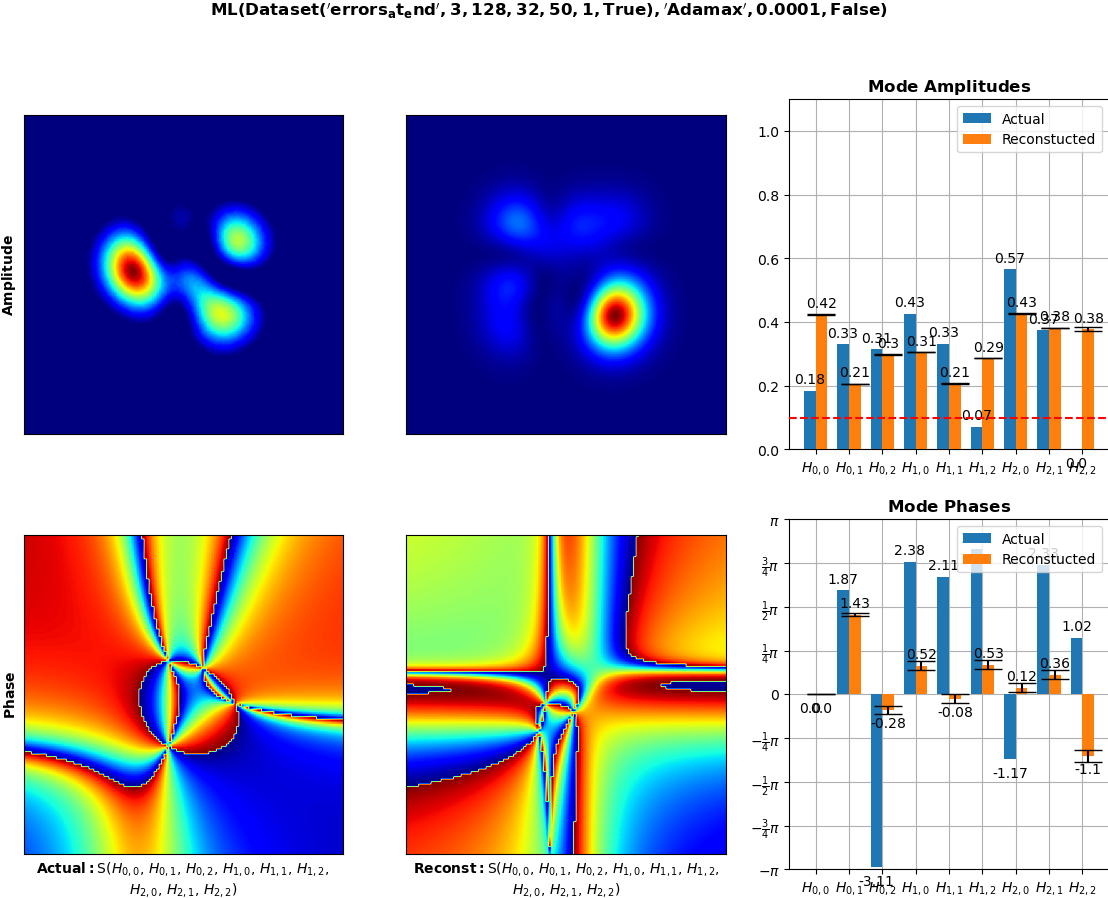 ML(Dataset('errors_at_end', 3, 128, 32, 50, 1, True), 'Adamax', 0.0001, False)
Amplitude
Mode Amplitudes
Actual
Reconstucted
1.0
0.8
0.6
0.4
0.2
0.0
0.18 0.42 0.33 0.21 0.31 0.3 0.43 0.31 0.33 0.21 0.07 0.29 0.57 0.43 0.37 0.38 0.0 0.38
H0,0 H0,1 H0,2 H1,0 H1,1 H1,2 H2,0 H2,1 H2,2
Phase
Mode Phases
Actual
Reconstucted
π
3/4π
1/2π
1/4π
0
−1/4π
−1/2π
−3/4π
−π
0.0 0.0 1.87 1.43 -3.11 -0.28 2.38 0.52 2.11 -0.08 0.53 -1.17 0.12 2.33 0.36 1.02 -1.1
H0,0 H0,1 H0,2 H1,0 H1,1 H1,2 H2,0 H2,1 H2,2
Actual: S(H0,0, H0,1, H0,2, H1,0, H1,1, H1,2,
H2,0, H2,1, H2,2)
Reconst: S(H0,0, H0,1, H0,2, H1,0, H1,1, H1,2,
H2,0, H2,1, H2,2)